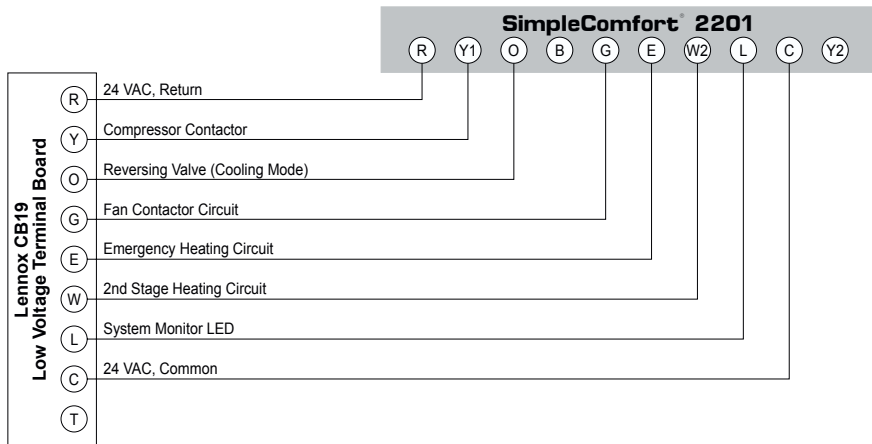 SimpleComfort® 2201
R Y1 O B G E W2 L C Y2
Lennox CB19
Low Voltage Terminal Board
R 24 VAC, Return
Y Compressor Contactor
O Reversing Valve (Cooling Mode)
G Fan Contactor Circuit
E Emergency Heating Circuit
W 2nd Stage Heating Circuit
L System Monitor LED
C 24 VAC, Common
T